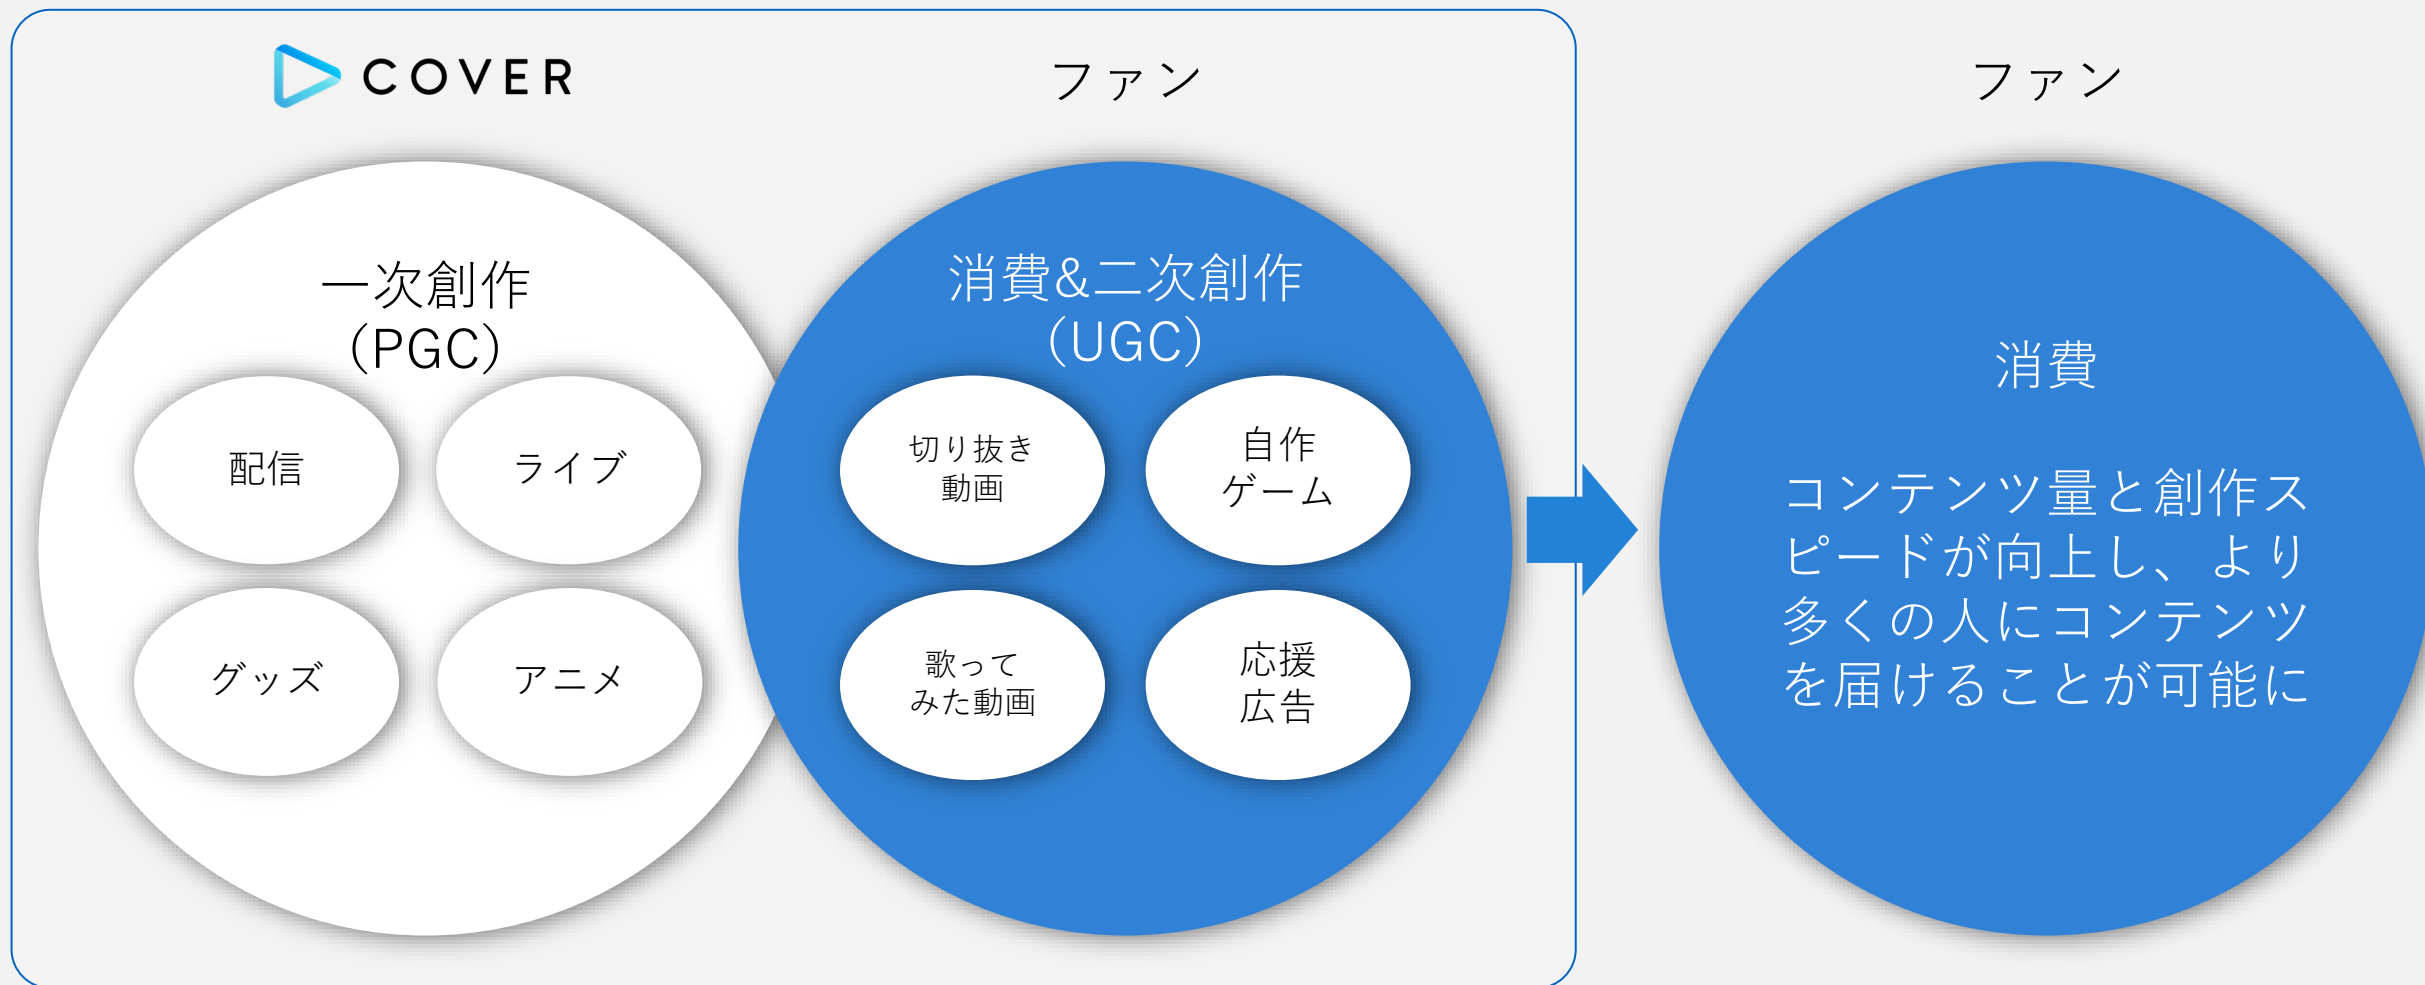 COVER
ファン
ファン
一次創作
（PGC）
配信
ライブ
グッズ
アニメ
消費&二次創作
（UGC）
切り抜き
動画
自作
ゲーム
歌って
みた動画
応援
広告
消費
コンテンツ量と創作ス
ピードが向上し、より
多くの人にコンテンツ
を届けることが可能に